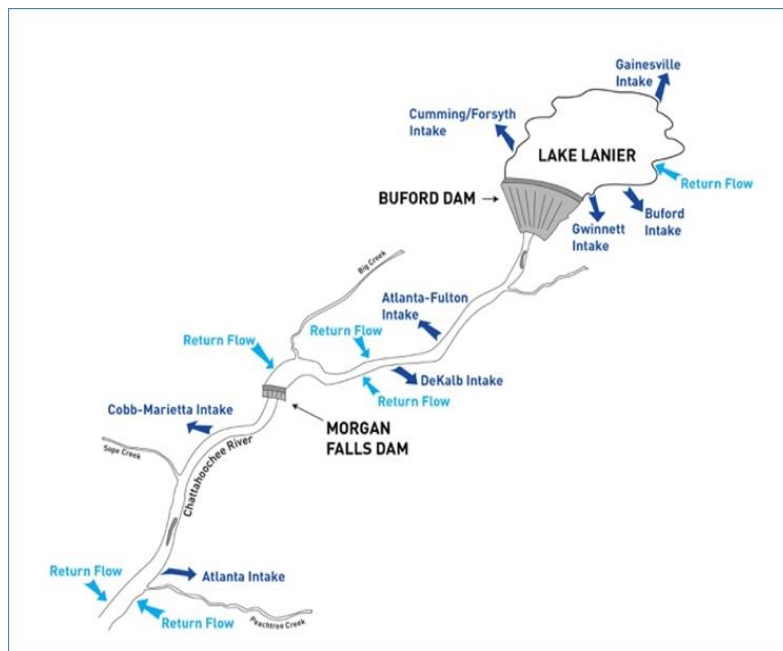 Gainesville
Intake
Cumming/Forsyth
Intake
LAKE LANIER
Return Flow
BUFORD DAM
Buford
Intake
Gwinnett
Intake
Big Creek
Atlanta-Fulton
Intake
Return Flow
Return Flow
DeKalb Intake
Return Flow
Cobb-Marietta Intake
MORGAN
FALLS DAM
Sope Creek
Chattahoochee River
Return Flow
Atlanta Intake
Return Flow
Peachtree Creek